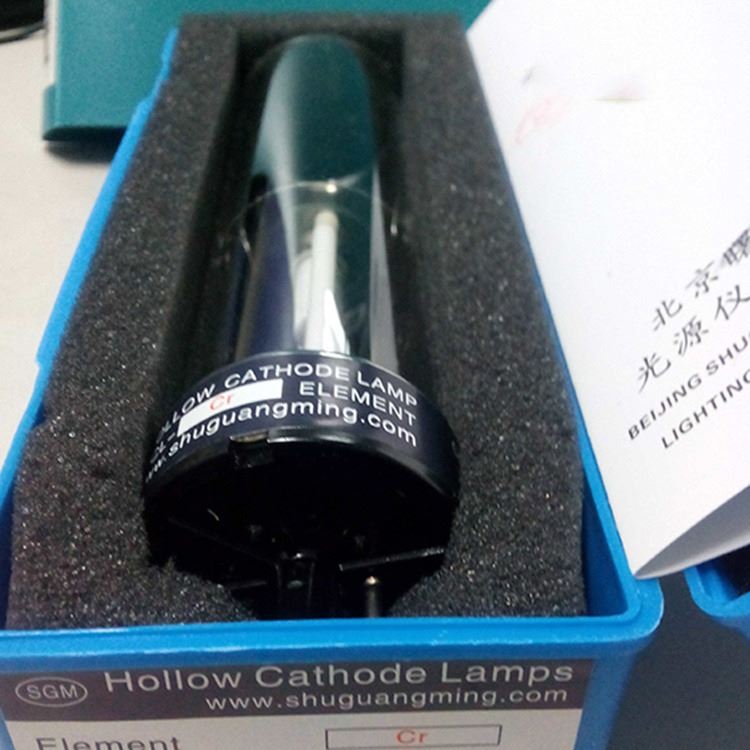 HOLLOW CATHODE LAMP
Cr ELEMENT
www.shuguangming.com
北京曙
光源仪
BEIJING SHU
LIGHTING
SGM Hollow Cathode Lamps
www.shuguangming.com
Element Cr